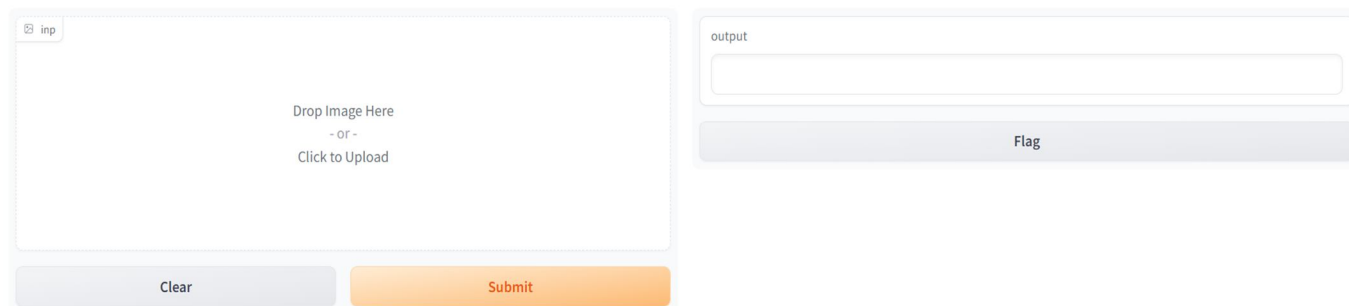 inp
Drop Image Here
- or -
Click to Upload
Clear
Submit
output
Flag